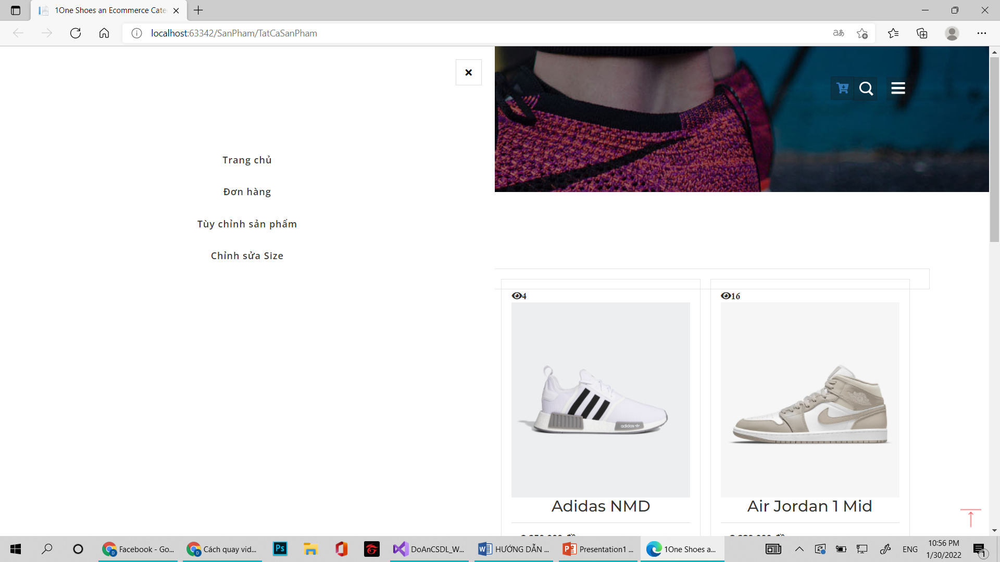 1One Shoes an Ecommerce Cate
localhost:63342/SanPham/TatCaSanPham
Trang chủ
Đơn hàng
Tùy chỉnh sản phẩm
Chỉnh sửa Size
4
16
adidas
Adidas NMD
Air Jordan 1 Mid
Facebook - Go...
Cách quay vid...
Ps
DoAnCSDL_W...
HƯỚNG DẪN ...
Presentation1 ...
1One Shoes a...
ENG
10:56 PM
1/30/2022
1